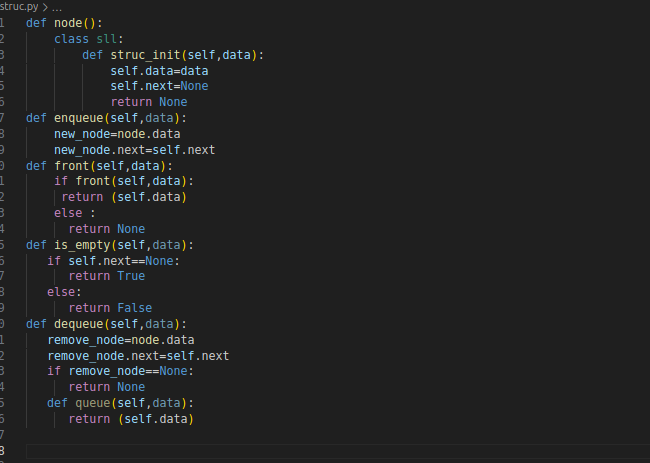 struc.py > ...
1 def node():
2     class sll:
3         def struc_init(self,data):
4             self.data=data
5             self.next=None
6             return None
7 def enqueue(self,data):
8     new_node=node.data
9     new_node.next=self.next
0 def front(self,data):
1     if front(self,data):
2      return (self.data)
3     else :
4       return None
5 def is_empty(self,data):
6    if self.next==None:
7       return True
8    else:
9       return False
0 def dequeue(self,data):
1    remove_node=node.data
2    remove_node.next=self.next
3    if remove_node==None:
4       return None
5    def queue(self,data):
6       return (self.data)
7
8